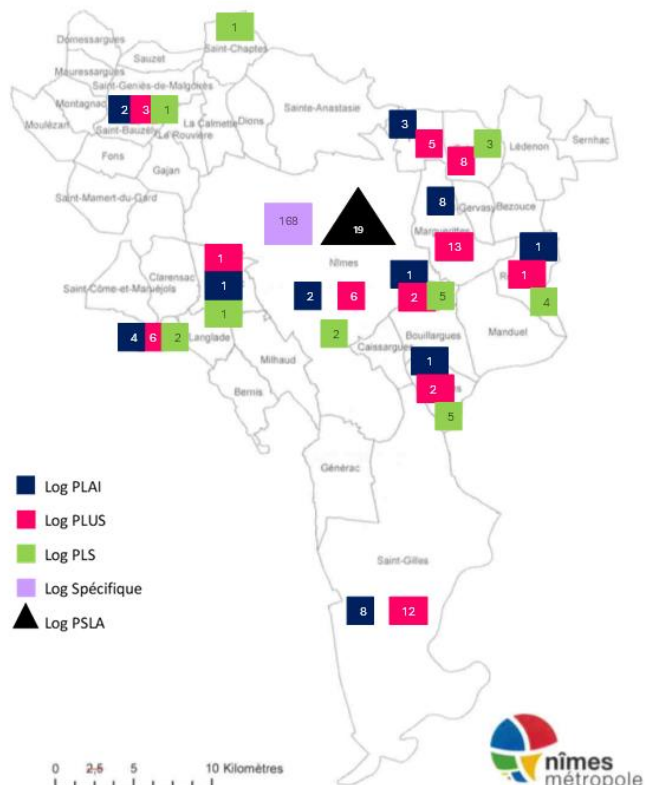 1
Domessargues
Saint-Chaptes
Sauzet
Mauressargues
Saint-Geniès-de-Malgoirès
Montagnac
2 3 1
La Calmette
Dions
Sainte-Anastasie
Moulézan
Saint-Bauzély
La Rouvière
3
5
3
Lédenon
Sernhac
Fons
8
Gajan
Saint-Mamert-du-Gard
8
-Gervasy
Bezouce
168
19
Marguerittes
13
1
1
Nîmes
1
1
Saint-Côme-et-Maruéjols
Clarensac
1
2
6
2
5
4
4 6 2
Langlade
2
Caissargues
Bouillargues
Manduel
Milhaud
1
2
es
Bernis
5
Générac
Log PLAI
Log PLUS
Log PLS
Log Spécifique
Log PSLA
Saint-Gilles
8
12
0 2,5 10 Kilomètres
nîmes
métropole